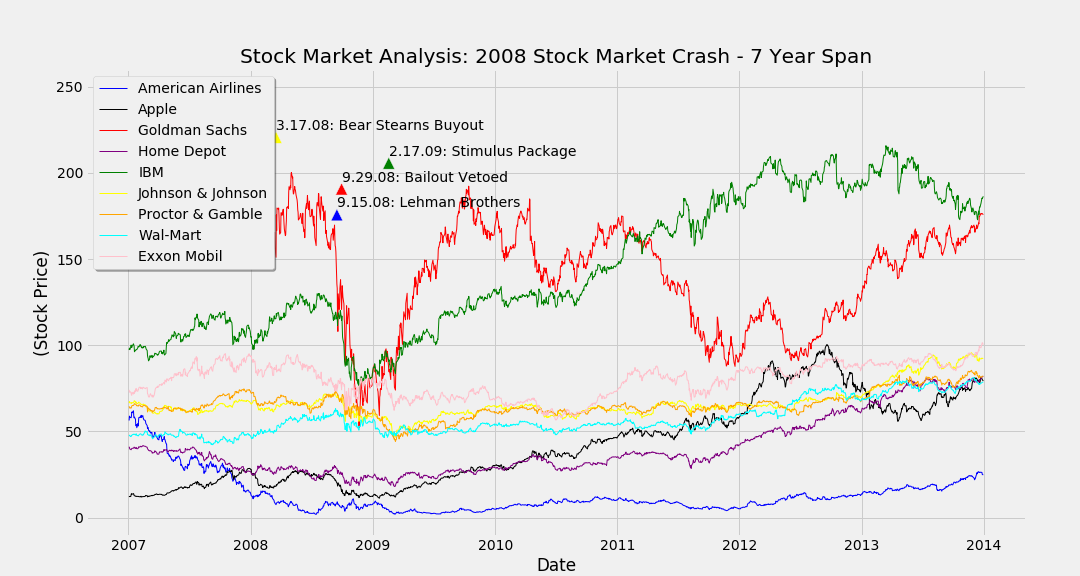 Stock Market Analysis: 2008 Stock Market Crash - 7 Year Span
250
200
150
100
50
0
(Stock Price)
American Airlines
Apple
Goldman Sachs
Home Depot
IBM
Johnson & Johnson
Proctor & Gamble
Wal-Mart
Exxon Mobil
3.17.08: Bear Stearns Buyout
2.17.09: Stimulus Package
9.29.08: Bailout Vetoed
9.15.08: Lehman Brothers
2007 2008 2009 2010 2011 2012 2013 2014
Date